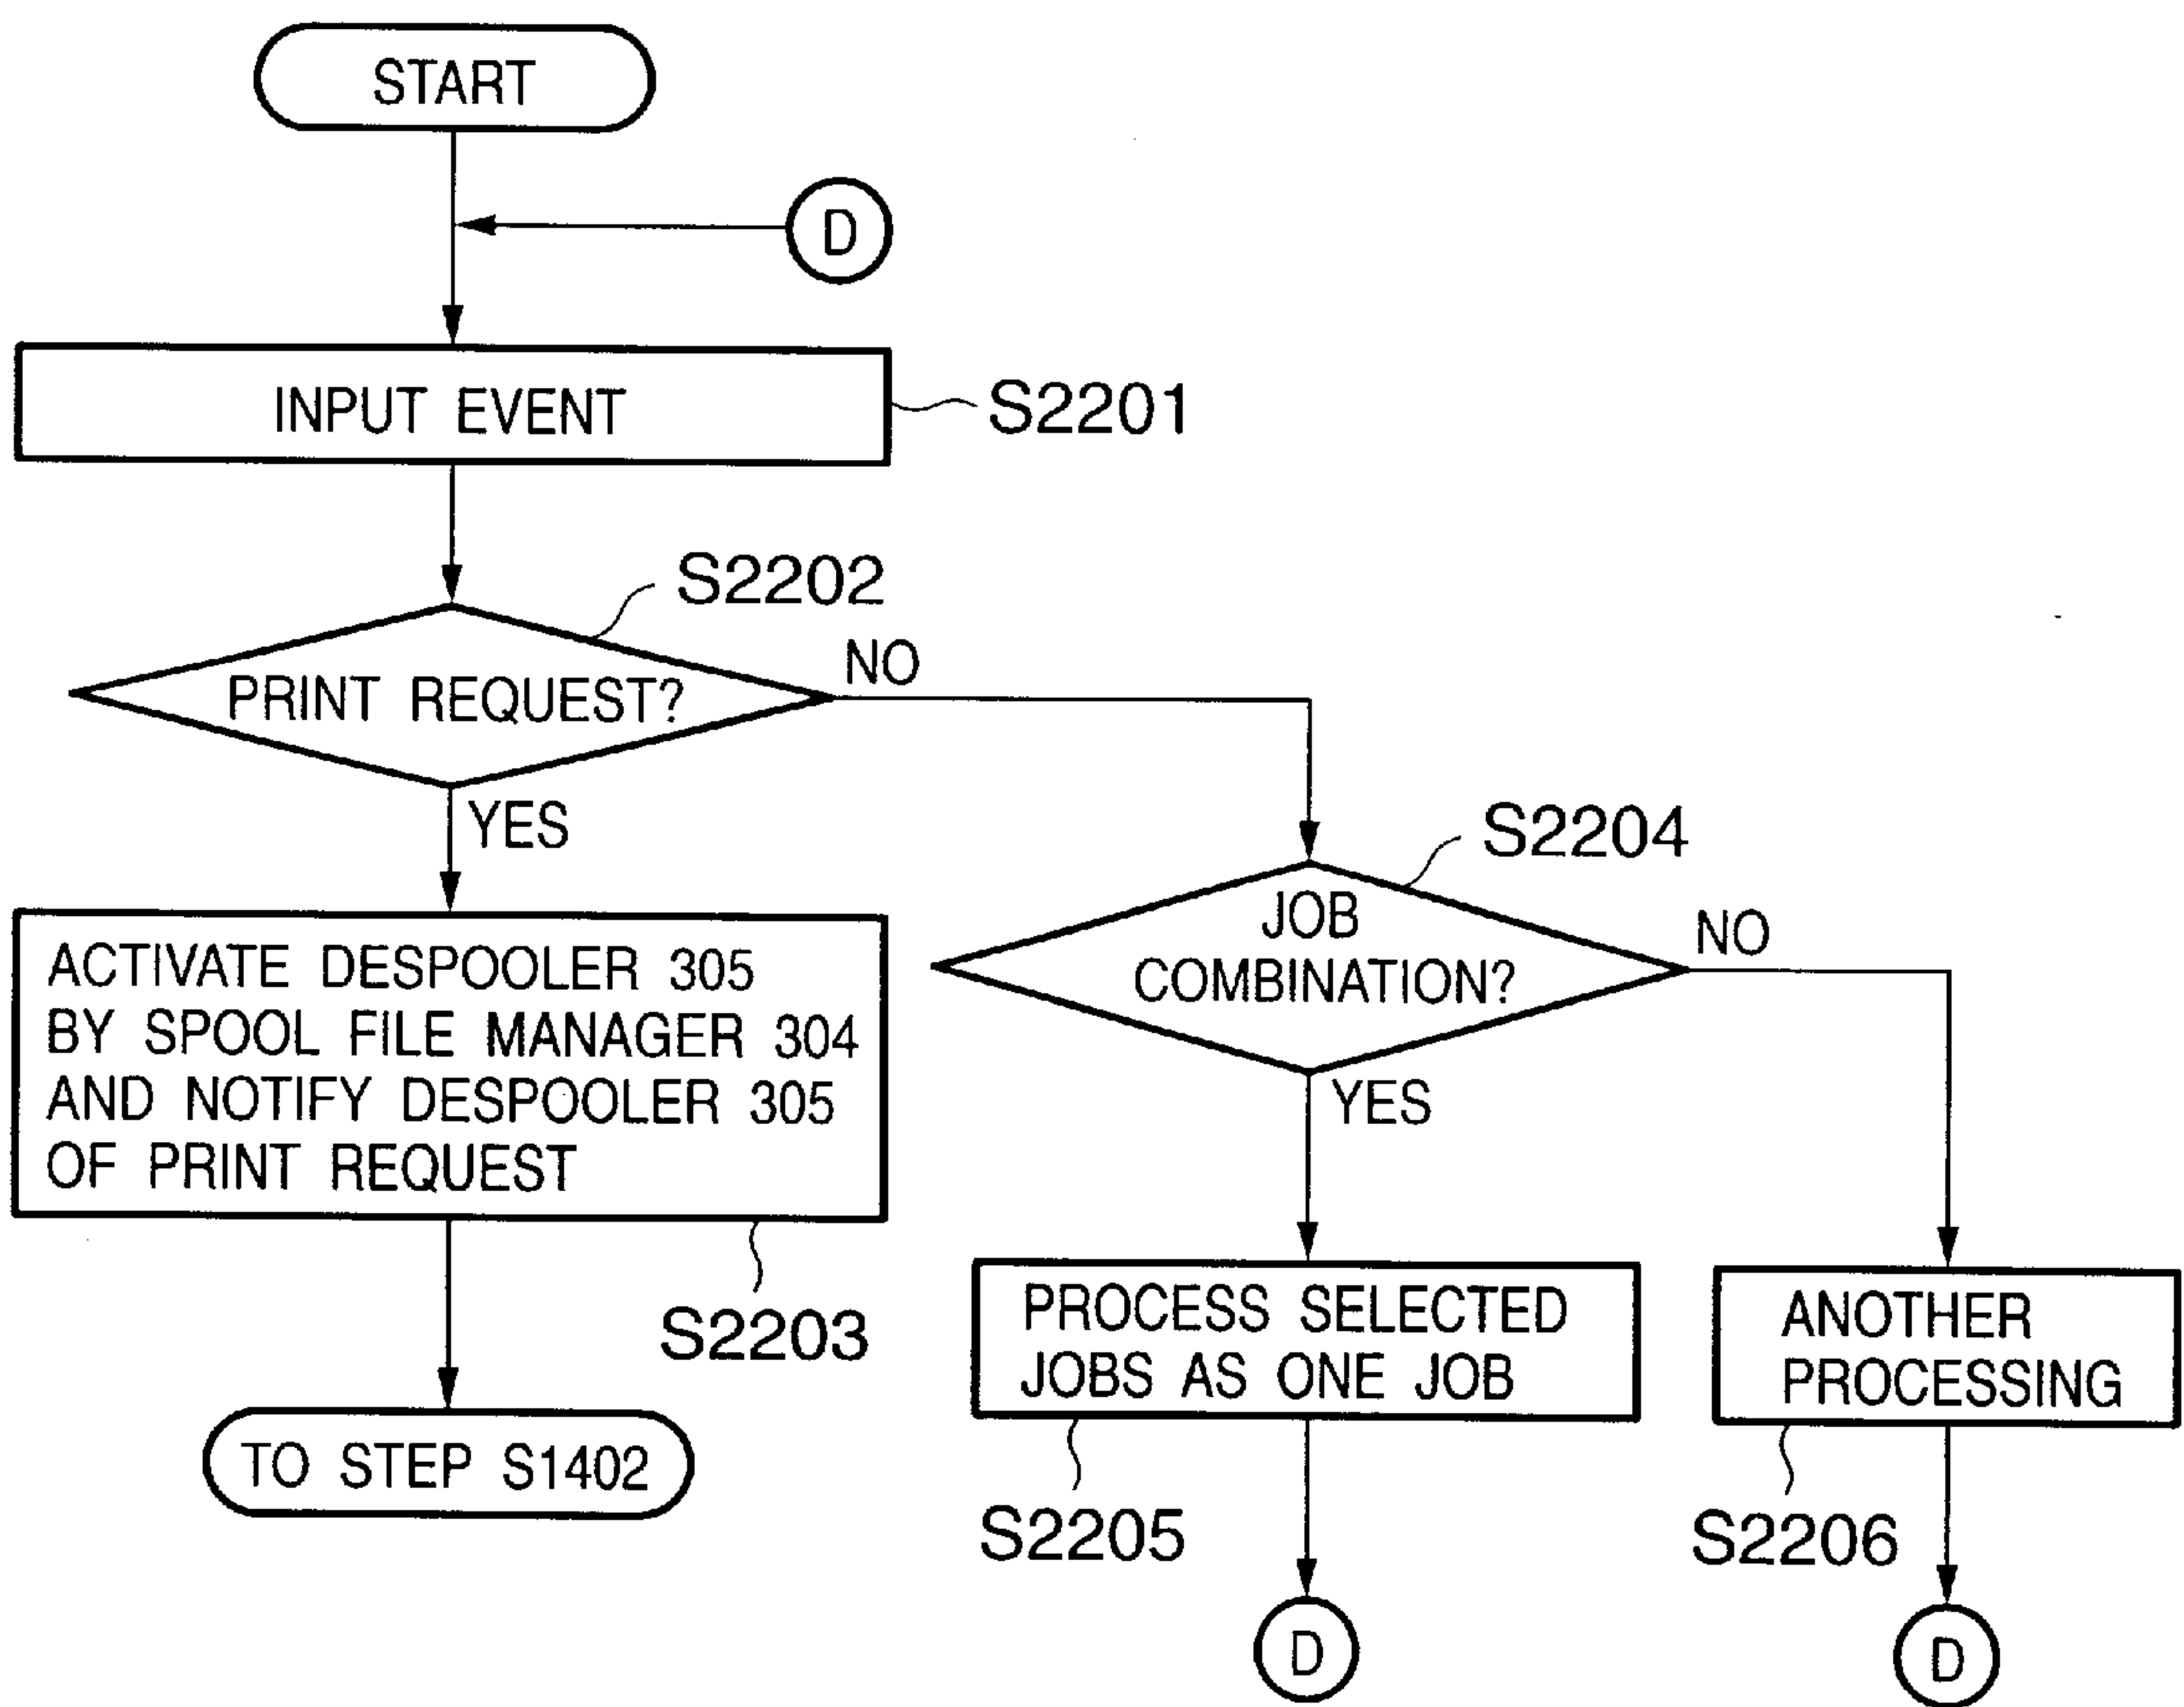 START
D
INPUT EVENT
S2201
S2202
PRINT REQUEST?
NO
YES
S2204
JOB
COMBINATION?
NO
YES
ACTIVATE DESPOOLER 305
BY SPOOL FILE MANAGER 304
AND NOTIFY DESPOOLER 305
OF PRINT REQUEST
S2203
TO STEP S1402
PROCESS SELECTED
JOBS AS ONE JOB
S2205
D
ANOTHER
PROCESSING
S2206
D